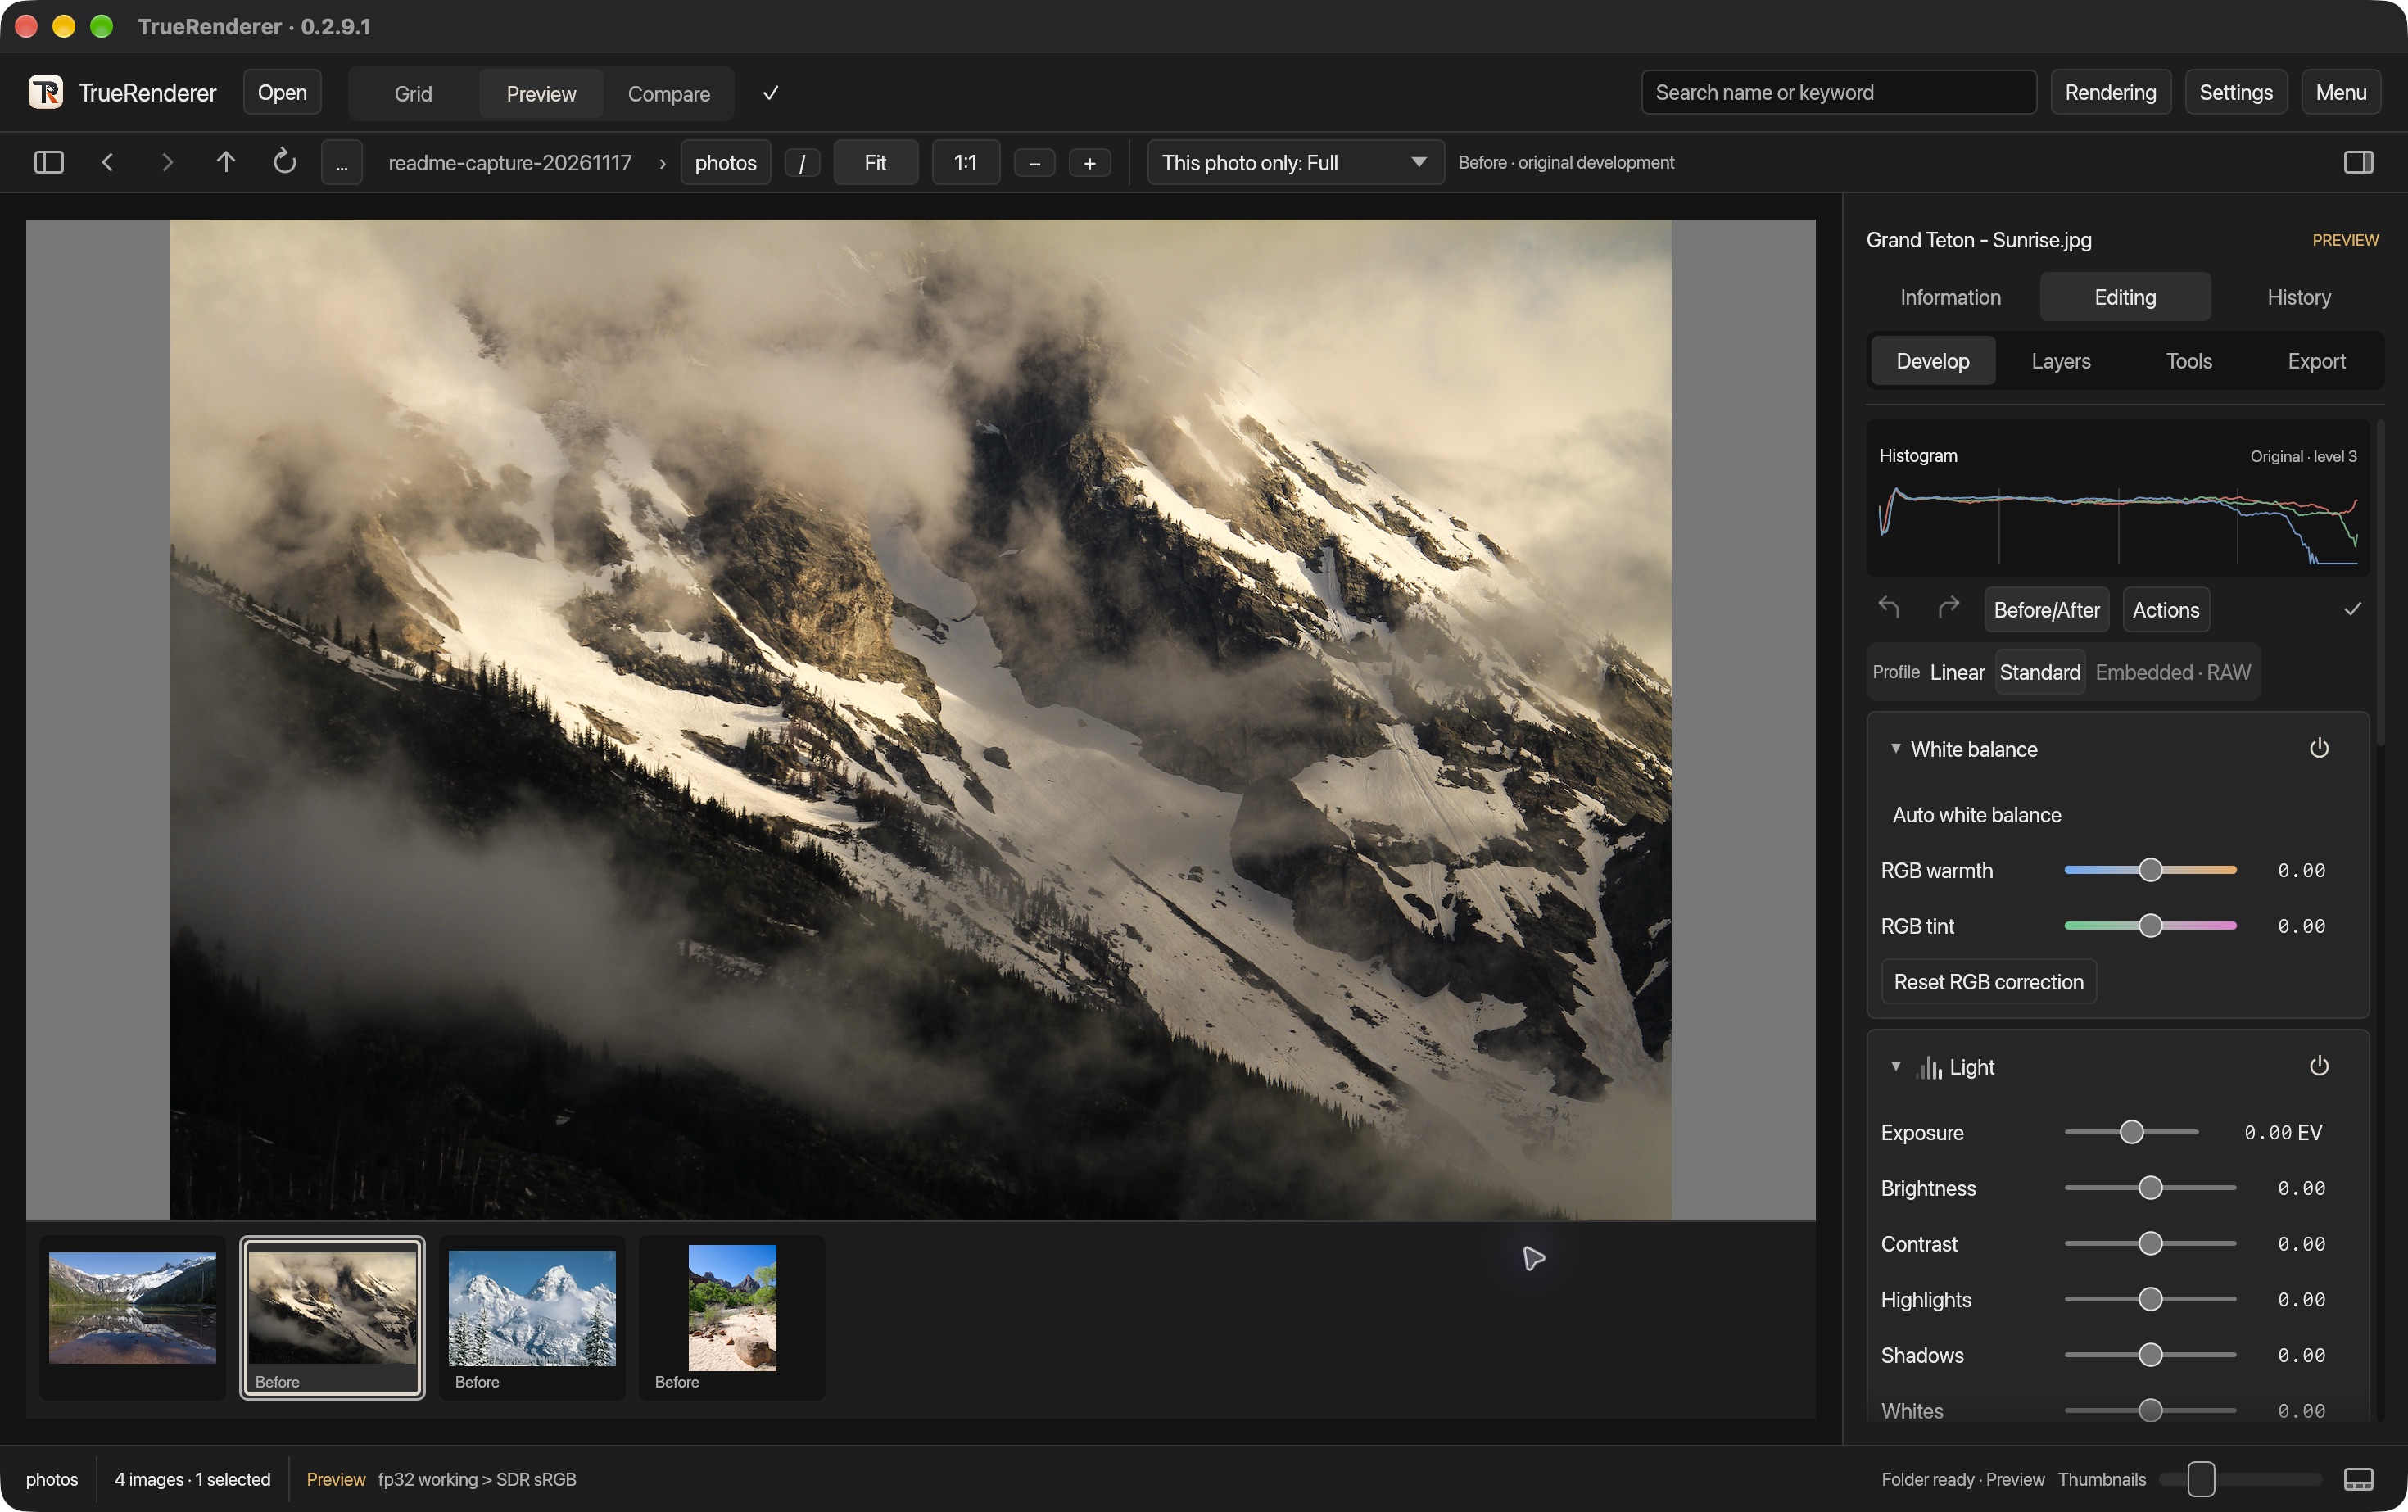 TrueRenderer · 0.2.9.1
TR TrueRenderer Open Grid Preview Compare Search name or keyword Rendering Settings Menu
... readme-capture-20261117 › photos / Fit 1:1 − + This photo only: Full Before · original development
Grand Teton - Sunrise.jpg PREVIEW
Information Editing History
Develop Layers Tools Export
Histogram Original · level 3
Before/After Actions
Profile Linear Standard Embedded · RAW
White balance
Auto white balance
RGB warmth 0.00
RGB tint 0.00
Reset RGB correction
Light
Exposure 0.00 EV
Brightness 0.00
Contrast 0.00
Highlights 0.00
Shadows 0.00
Whites 0.00
Before Before Before
photos 4 images · 1 selected Preview fp32 working > SDR sRGB Folder ready · Preview Thumbnails